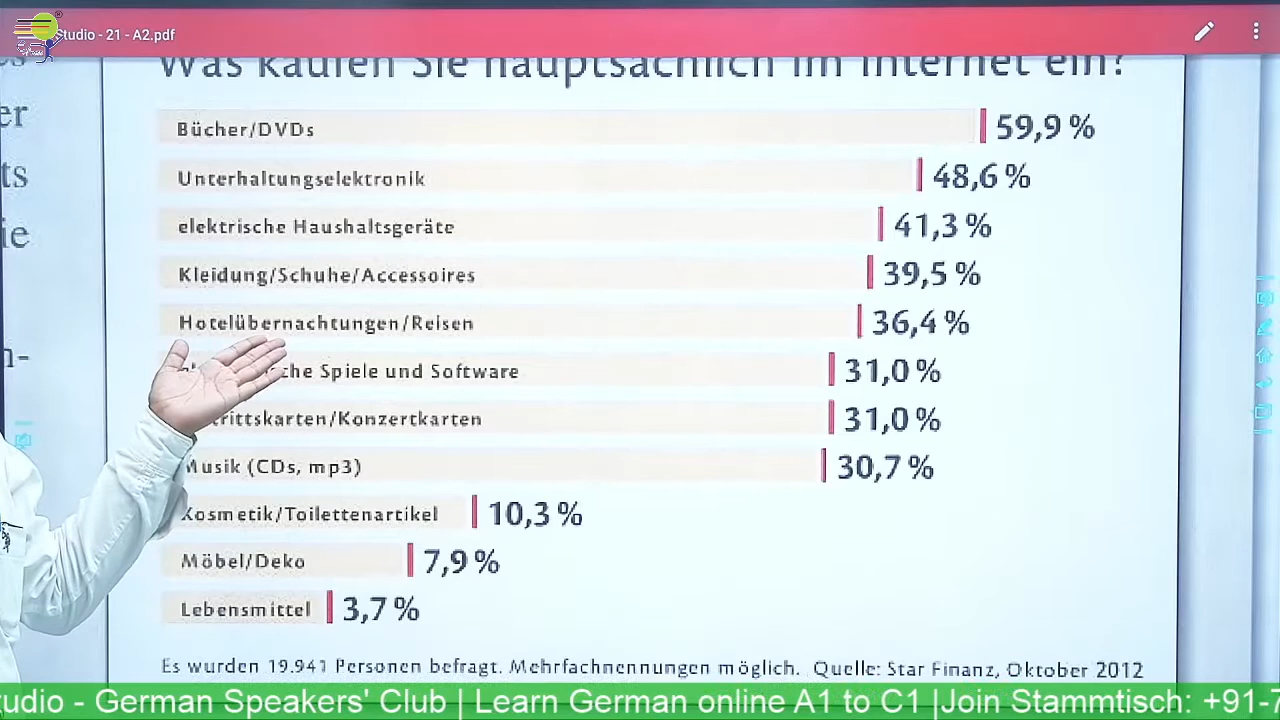 Studio - 21 - A2.pdf
Was kaufen Sie hauptsächlich im Internet ein?
er
ts
ie
n-
Bücher/DVDs 59,9 %
Unterhaltungselektronik 48,6 %
elektrische Haushaltsgeräte 41,3 %
Kleidung/Schuhe/Accessoires 39,5 %
Hotelübernachtungen/Reisen 36,4 %
che Spiele und Software 31,0 %
trittskarten/Konzertkarten 31,0 %
Musik (CDs, mp3) 30,7 %
Kosmetik/Toilettenartikel 10,3 %
Möbel/Deko 7,9 %
Lebensmittel 3,7 %
Es wurden 19.941 Personen befragt. Mehrfachnennungen möglich. Quelle: Star Finanz, Oktober 2012
tudio - German Speakers' Club | Learn German online A1 to C1 |Join Stammtisch: +91-7